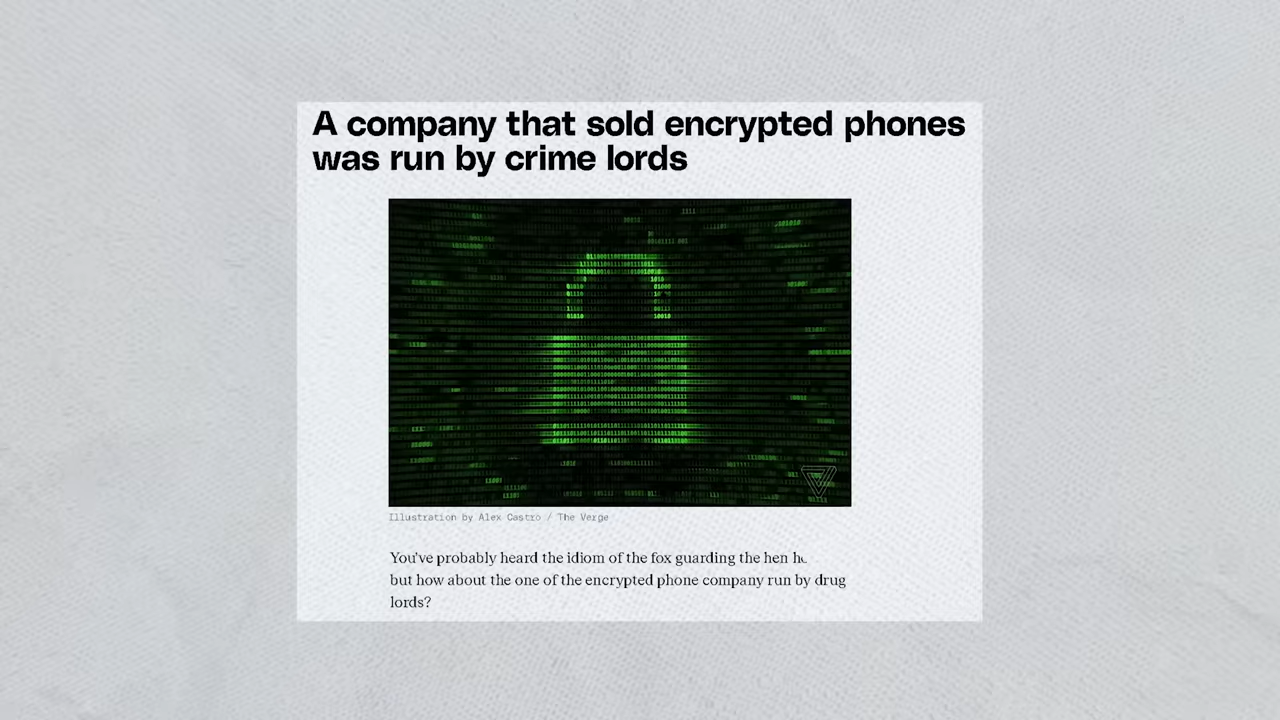 A company that sold encrypted phones
was run by crime lords
Illustration by Alex Castro / The Verge
You've probably heard the idiom of the fox guarding the hen
but how about the one of the encrypted phone company run by drug
lords?